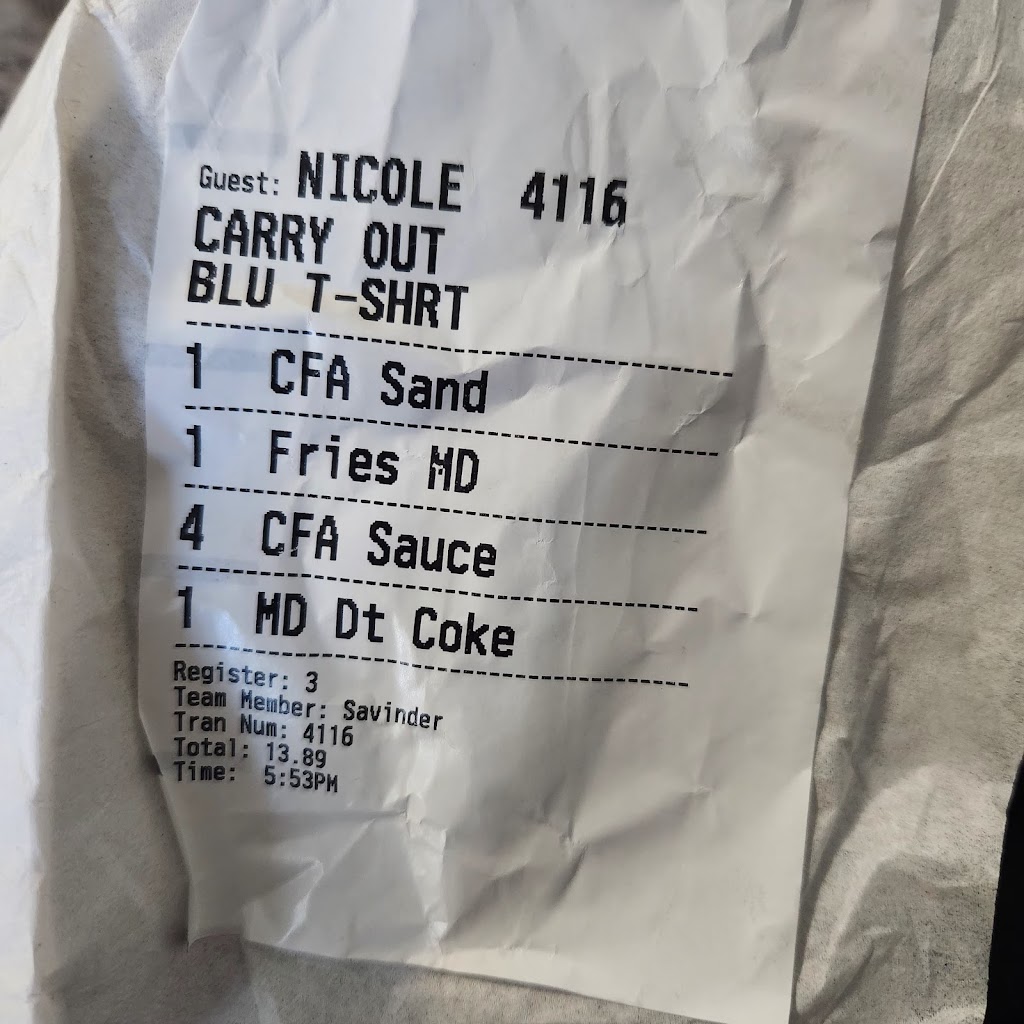 Guest: NICOLE 4116
CARRY OUT
BLU T-SHRT
1 CFA Sand
1 Fries MD
4 CFA Sauce
1 MD Dt Coke
Register: 3
Team Member: Savinder
Tran Num: 4116
Total: 13.89
Time: 5:53PM